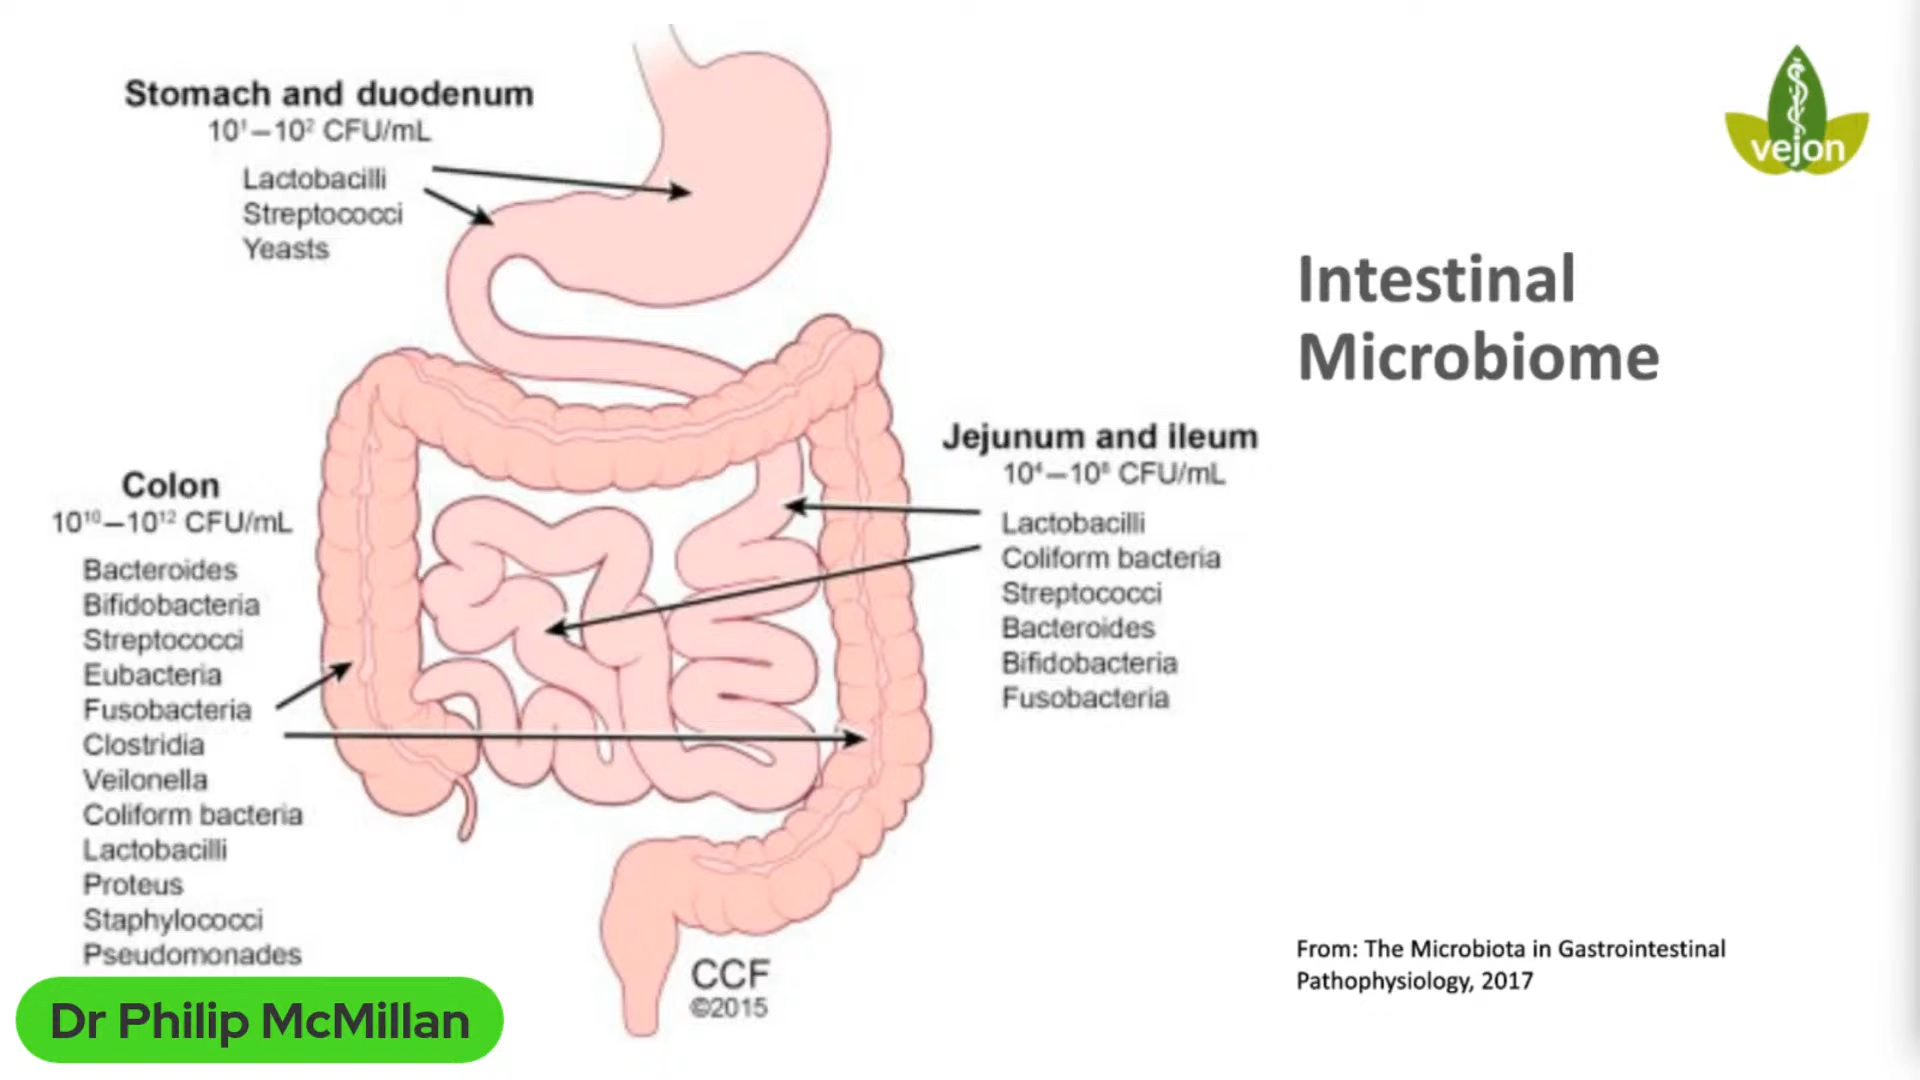 Stomach and duodenum
10¹–10² CFU/mL
Lactobacilli
Streptococci
Yeasts
vejon
Intestinal
Microbiome
Jejunum and ileum
10⁴–10⁸ CFU/mL
Lactobacilli
Coliform bacteria
Streptococci
Bacteroides
Bifidobacteria
Fusobacteria
Colon
10¹⁰–10¹² CFU/mL
Bacteroides
Bifidobacteria
Streptococci
Eubacteria
Fusobacteria
Clostridia
Veilonella
Coliform bacteria
Lactobacilli
Proteus
Staphylococci
Pseudomonades
CCF
©2015
From: The Microbiota in Gastrointestinal
Pathophysiology, 2017
Dr Philip McMillan